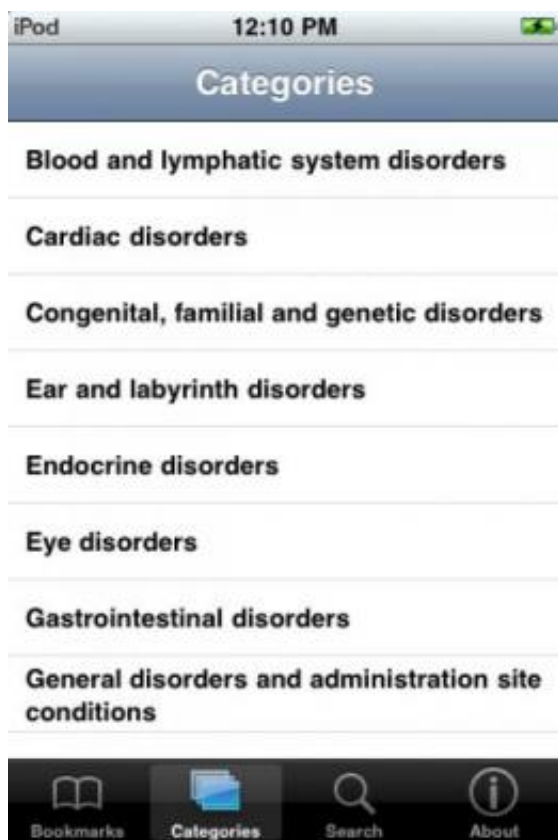 iPod 12:10 PM
Categories
Blood and lymphatic system disorders
Cardiac disorders
Congenital, familial and genetic disorders
Ear and labyrinth disorders
Endocrine disorders
Eye disorders
Gastrointestinal disorders
General disorders and administration site
conditions
Bookmarks Categories Search About